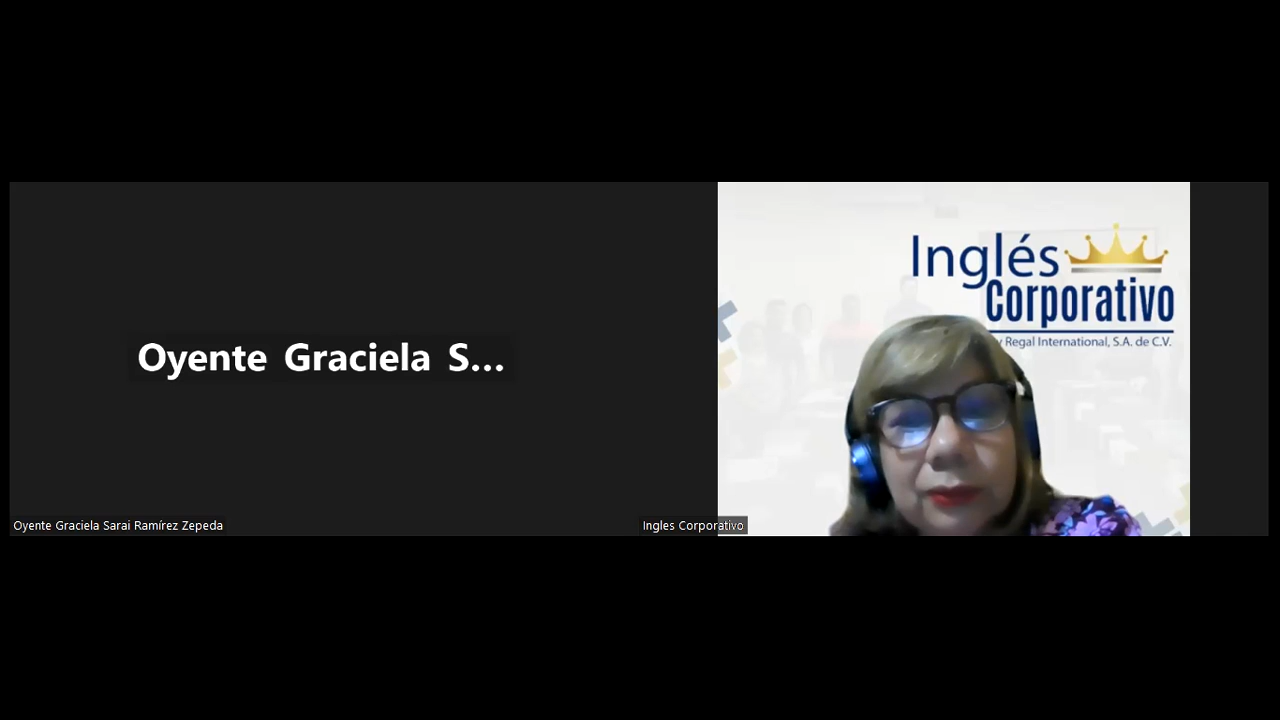 Oyente Graciela S...
Oyente Graciela Sarai Ramírez Zepeda
Inglés
Corporativo
y Regal International, S.A. de C.V.
Ingles Corporativo